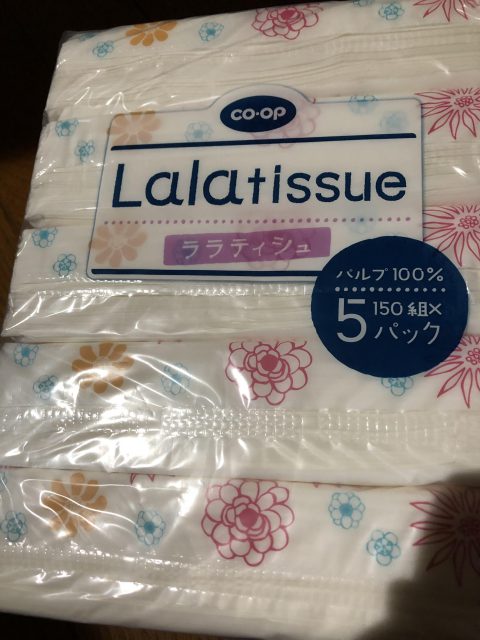 CO·OP
Lalatissue
ララティシュ
パルプ100%
150組×
5パック